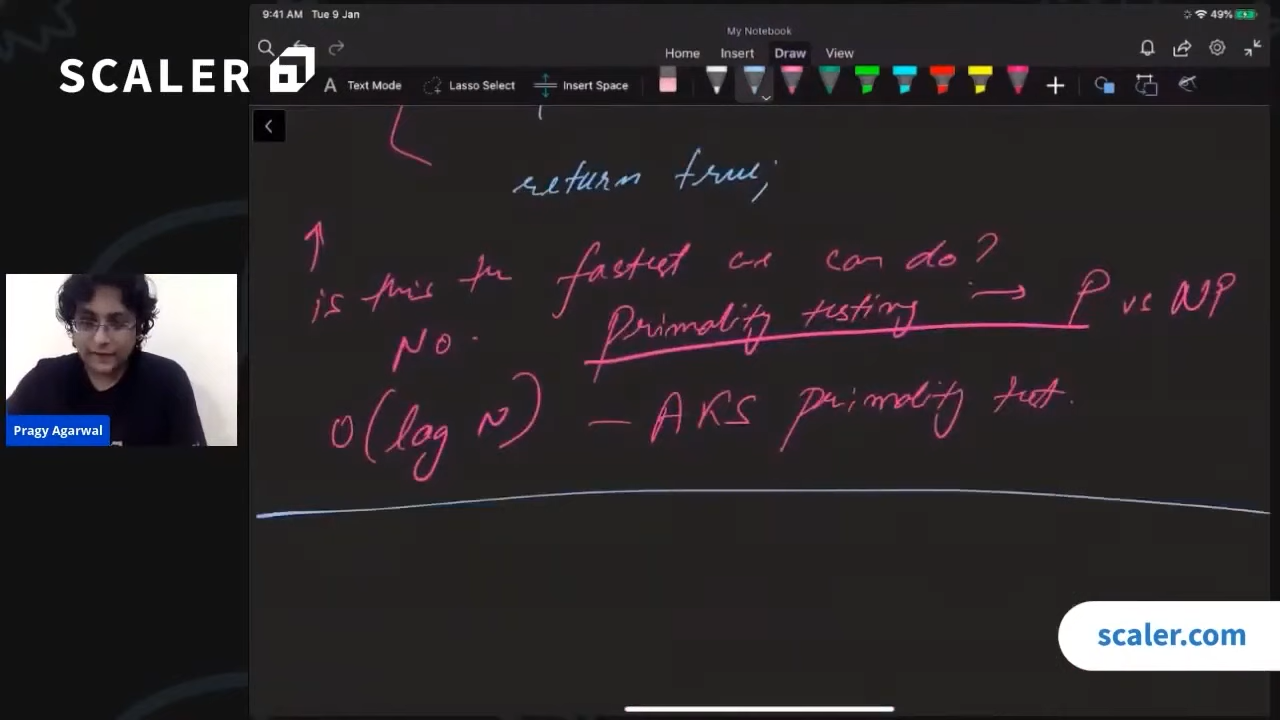 9:41 AM Tue 9 Jan
49%
My Notebook
Home Insert Draw View
SCALER
Text Mode Lasso Select Insert Space
return true;
is this the fastest we can do?
No. Primality testing → P vs NP
O(log N) — AKS primality test.
Pragy Agarwal
scaler.com